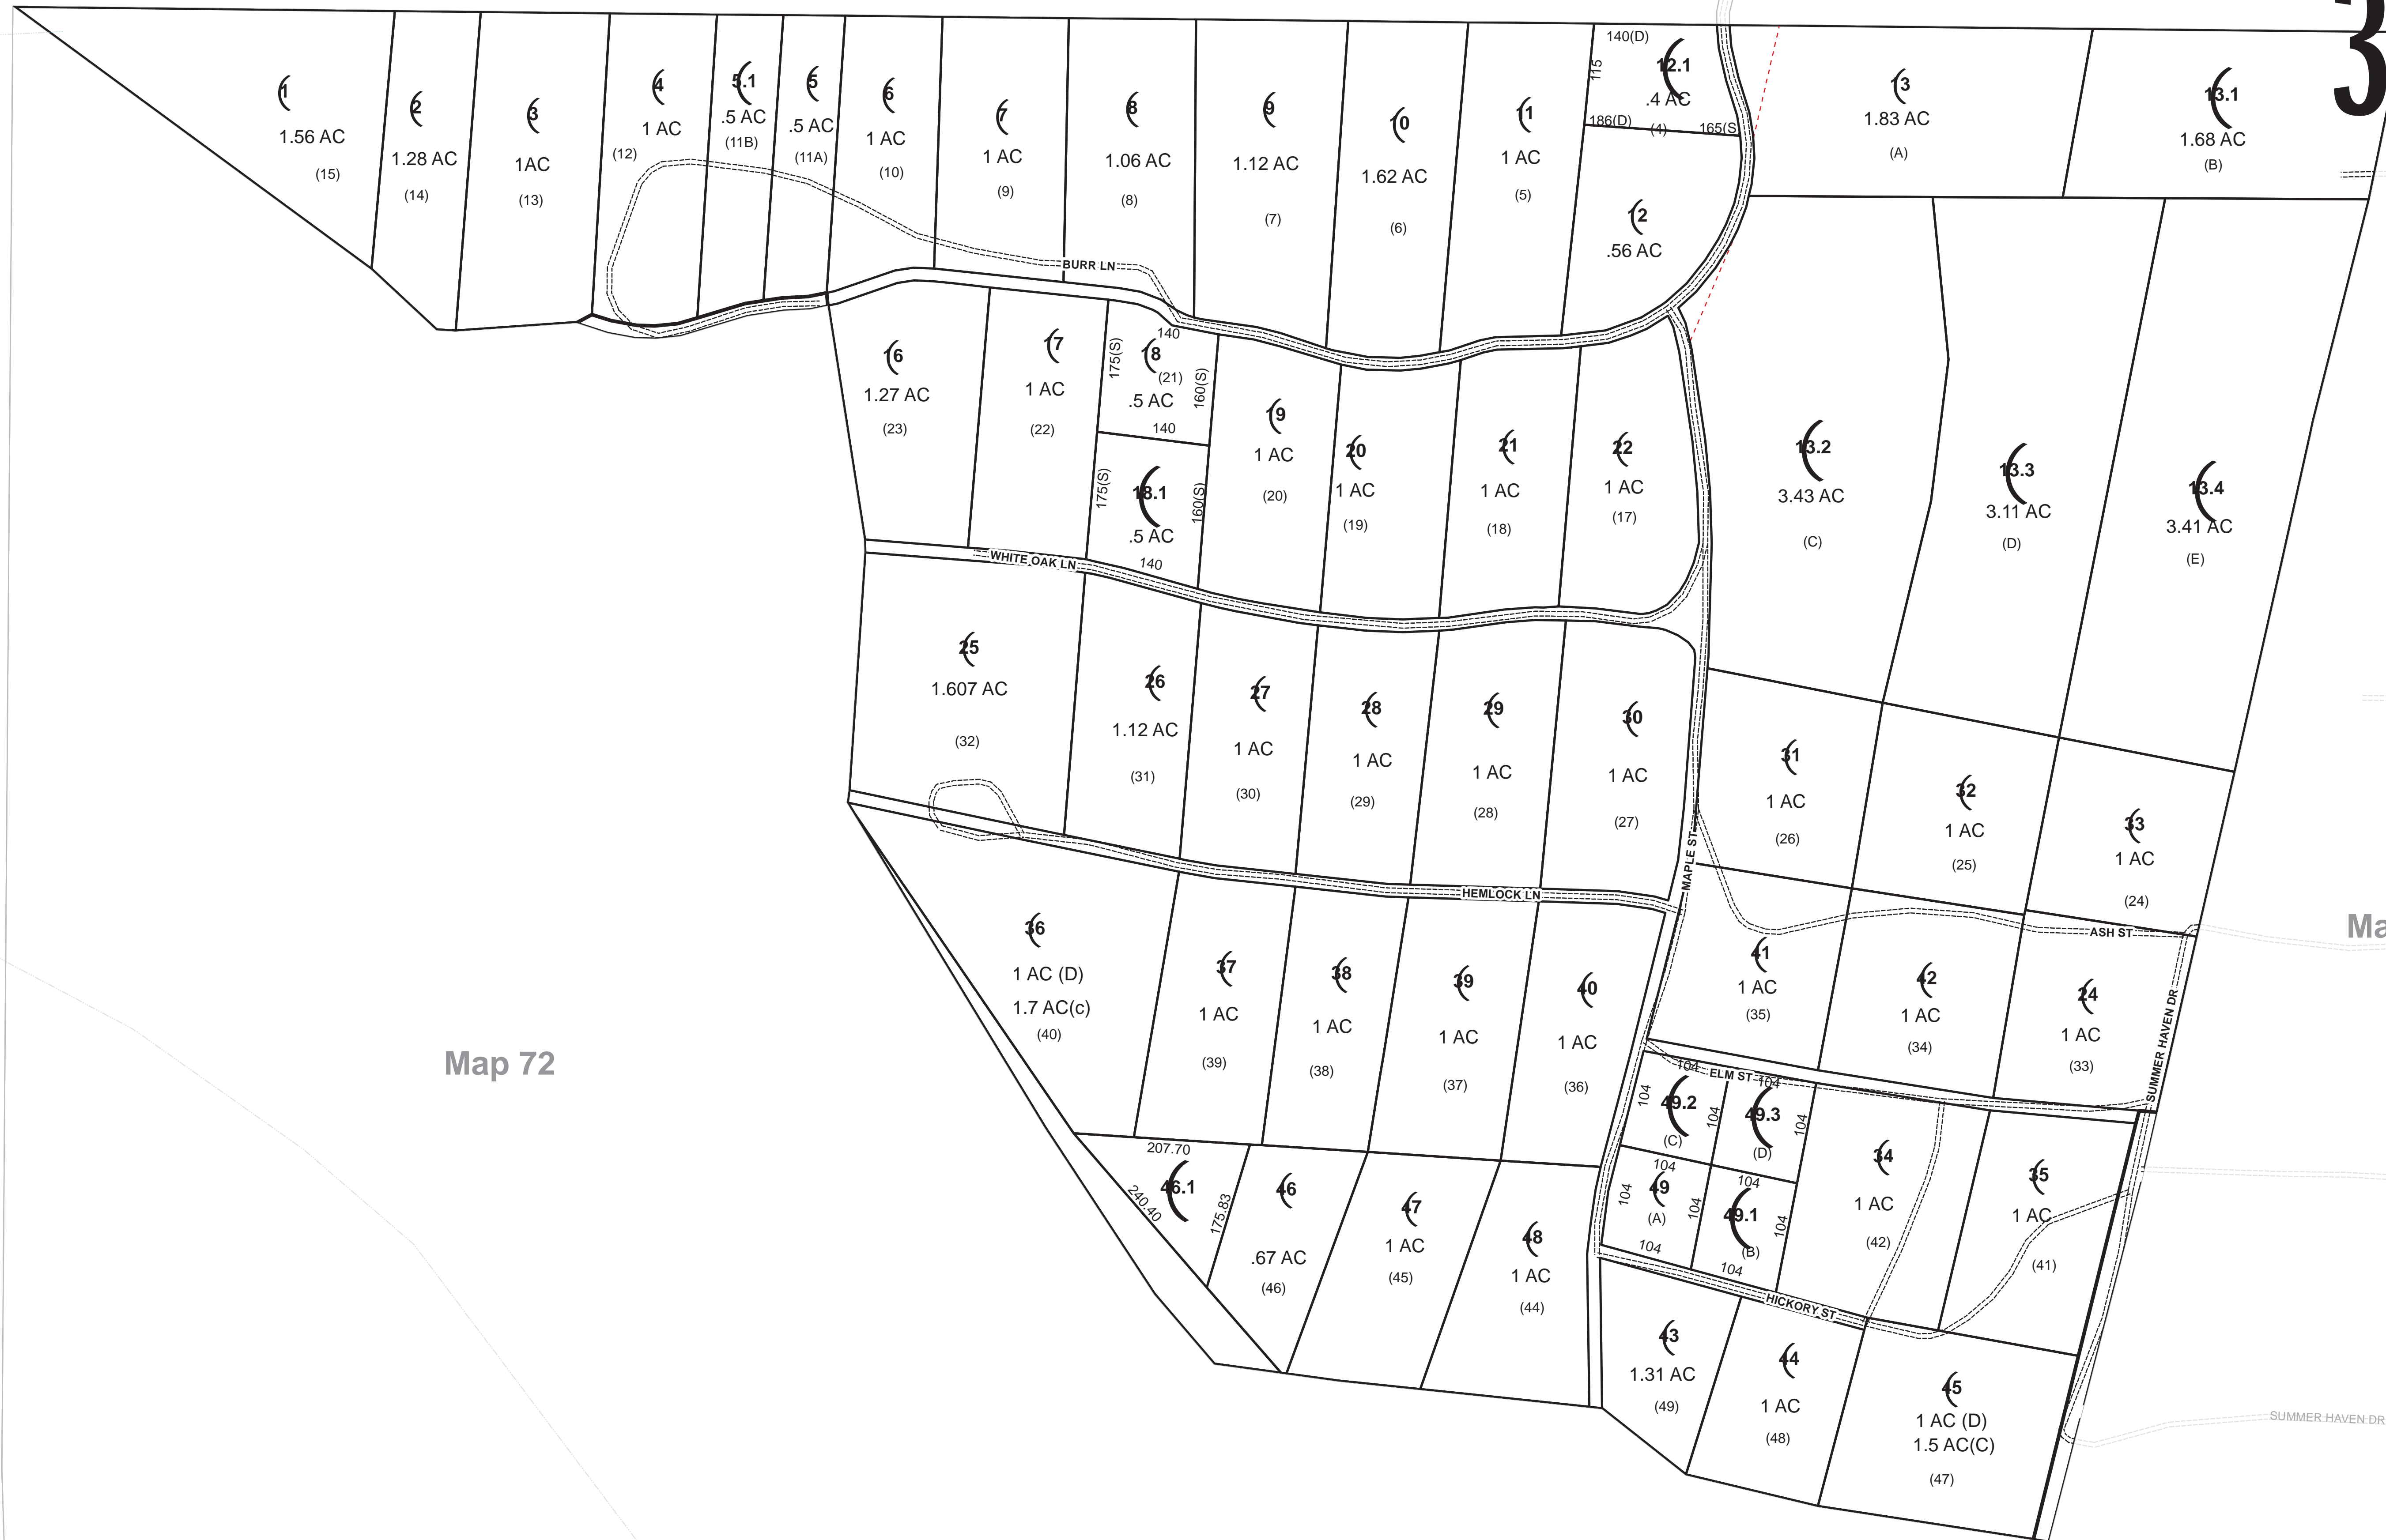 3
1
1.56 AC
(15)
2
1.28 AC
(14)
3
1AC
(13)
4
1 AC
(12)
5.1
.5 AC
(11B)
5
.5 AC
(11A)
6
1 AC
(10)
7
1 AC
(9)
8
1.06 AC
(8)
9
1.12 AC
(7)
10
1.62 AC
(6)
11
1 AC
(5)
140(D)
115
12.1
.4 AC
186(D)
(4)
165(S
12
.56 AC
13
1.83 AC
(A)
13.1
1.68 AC
(B)
BURR LN
16
1.27 AC
(23)
17
1 AC
(22)
140
175(S)
18
(21)
160(S)
.5 AC
140
175(S)
18.1
160(S)
.5 AC
140
19
1 AC
(20)
20
1 AC
(19)
21
1 AC
(18)
22
1 AC
(17)
13.2
3.43 AC
(C)
13.3
3.11 AC
(D)
13.4
3.41 AC
(E)
WHITE OAK LN
25
1.607 AC
(32)
26
1.12 AC
(31)
27
1 AC
(30)
28
1 AC
(29)
29
1 AC
(28)
30
1 AC
(27)
31
1 AC
(26)
32
1 AC
(25)
33
1 AC
(24)
MAPLE ST
HEMLOCK LN
ASH ST
Ma
36
1 AC (D)
1.7 AC(c)
(40)
37
1 AC
(39)
38
1 AC
(38)
39
1 AC
(37)
40
1 AC
(36)
41
1 AC
(35)
42
1 AC
(34)
24
1 AC
(33)
SUMMER HAVEN DR
Map 72
ELM ST
104
104
104
49.2
104
(C)
49.3
104
(D)
104
104
49
104
(A)
104
104
49.1
104
(B)
104
34
1 AC
(42)
35
1 AC
(41)
207.70
46.1
240.40
175.83
46
.67 AC
(46)
47
1 AC
(45)
48
1 AC
(44)
HICKORY ST
43
1.31 AC
(49)
44
1 AC
(48)
45
1 AC (D)
1.5 AC(C)
(47)
SUMMER HAVEN DR